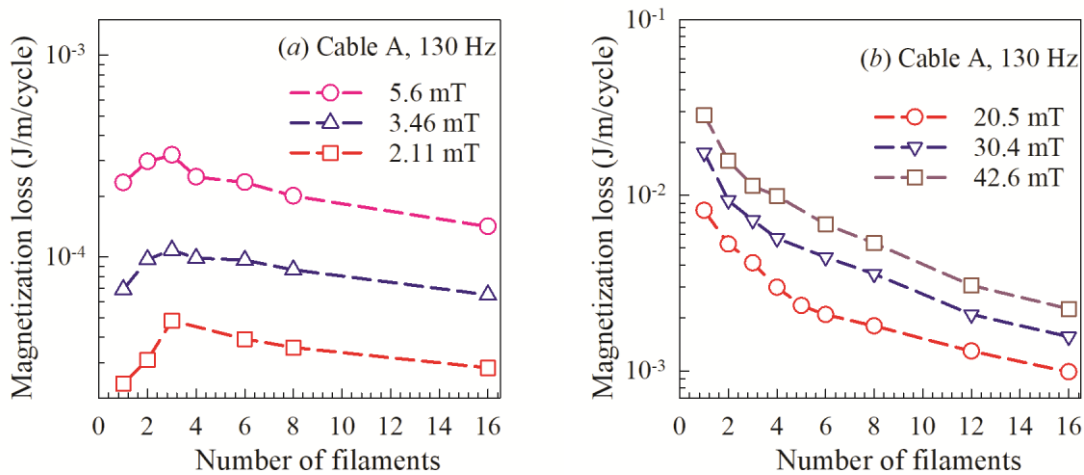 (a) Cable A, 130 Hz
5.6 mT
3.46 mT
2.11 mT
Magnetization loss (J/m/cycle)
10⁻³
10⁻⁴
0 2 4 6 8 10 12 14 16
Number of filaments
(b) Cable A, 130 Hz
20.5 mT
30.4 mT
42.6 mT
Magnetization loss (J/m/cycle)
10⁻¹
10⁻²
10⁻³
0 2 4 6 8 10 12 14 16
Number of filaments